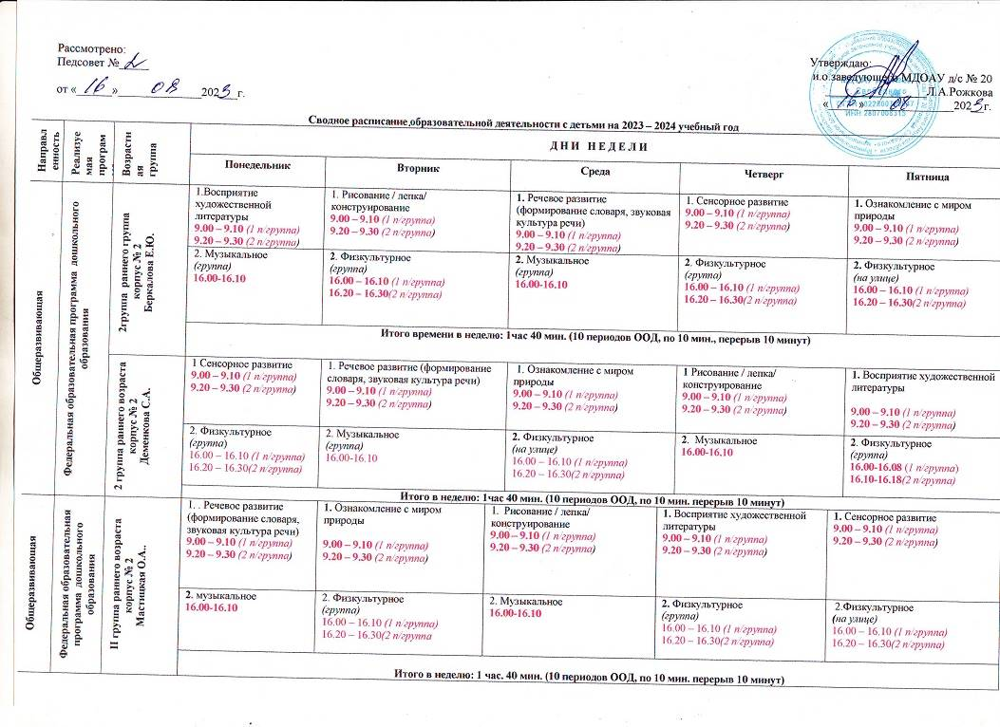 Рассмотрено:
Педсовет № 2
от « 16 » 08 2023 г.
Утверждаю:
и.о.заведующего МДОАУ д/с № 20
Л.А.Рожкова
« 16 » 08 2023г.
ИНН 2807008315
Сводное расписание образовательной деятельности с детьми на 2023 – 2024 учебный год
Направл
енность
Реализуе
мая
програм
Возрастн
ая
группа
ДНИ НЕДЕЛИ
Понедельник
Вторник
Среда
Четверг
Пятница
Общеразвивающая
Федеральная образовательная программа дошкольного
образования
2группа раннего группа
корпус № 2
Беркалова Е.Ю.
1.Восприятие
художественной
литературы
9.00 – 9.10 (1 п/группа)
9.20 – 9.30 (2 п/группа)
1. Рисование / лепка/
конструирование
9.00 – 9.10 (1 п/группа)
9.20 – 9.30 (2 п/группа)
1. Речевое развитие
(формирование словаря, звуковая
культура речи)
9.00 – 9.10 (1 п/группа)
9.20 – 9.30 (2 п/группа)
1. Сенсорное развитие
9.00 – 9.10 (1 п/группа)
9.20 – 9.30 (2 п/группа)
1. Ознакомление с миром
природы
9.00 – 9.10 (1 п/группа)
9.20 – 9.30 (2 п/группа)
2. Музыкальное
(группа)
16.00-16.10
2. Физкультурное
(группа)
16.00 – 16.10 (1 п/группа)
16.20 – 16.30(2 п/группа)
2. Музыкальное
(группа)
16.00-16.10
2. Физкультурное
(группа)
16.00 – 16.10 (1 п/группа)
16.20 – 16.30(2 п/группа)
2. Физкультурное
(на улице)
16.00 – 16.10 (1 п/группа)
16.20 – 16.30(2 п/группа)
Итого времени в неделю: 1час 40 мин. (10 периодов ООД, по 10 мин., перерыв 10 минут)
2 группа раннего возраста
корпус № 2
Деменкова С.А.
1 Сенсорное развитие
9.00 – 9.10 (1 п/группа)
9.20 – 9.30 (2 п/группа)
1. Речевое развитие (формирование
словаря, звуковая культура речи)
9.00 – 9.10 (1 п/группа)
9.20 – 9.30 (2 п/группа)
1. Ознакомление с миром
природы
9.00 – 9.10 (1 п/группа)
9.20 – 9.30 (2 п/группа)
1 Рисование / лепка/
конструирование
9.00 – 9.10 (1 п/группа)
9.20 – 9.30 (2 п/группа)
1. Восприятие художественной
литературы
9.00 – 9.10 (1 п/группа)
9.20 – 9.30 (2 п/группа)
2. Физкультурное
(группа)
16.00 – 16.10 (1 п/группа)
16.20 – 16.30(2 п/группа)
2. Музыкальное
(группа)
16.00-16.10
2. Физкультурное
(на улице)
16.00 – 16.10 (1 п/группа)
16.20 – 16.30(2 п/группа)
2. Музыкальное
16.00-16.10
2. Физкультурное
(группа)
16.00-16.08 (1 п/группа)
16.10-16.18(2 п/группа)
Итого в неделю: 1час 40 мин. (10 периодов ООД, по 10 мин. перерыв 10 минут)
Общеразвивающая
Федеральная образовательная
программа дошкольного
образования
II группа раннего возраста
корпус № 2
Мастицкая О.А..
1. . Речевое развитие
(формирование словаря,
звуковая культура речи)
9.00 – 9.10 (1 п/группа)
9.20 – 9.30 (2 п/группа)
1. Ознакомление с миром
природы
9.00 – 9.10 (1 п/группа)
9.20 – 9.30 (2 п/группа)
1. Рисование / лепка/
конструирование
9.00 – 9.10 (1 п/группа)
9.20 – 9.30 (2 п/группа)
1. Восприятие художественной
литературы
9.00 – 9.10 (1 п/группа)
9.20 – 9.30 (2 п/группа)
1. Сенсорное развитие
9.00 – 9.10 (1 п/группа)
9.20 – 9.30 (2 п/группа)
2. музыкальное
16.00-16.10
2. Физкультурное
(группа)
16.00 – 16.10 (1 п/группа)
16.20 – 16.30(2 п/группа
2. Музыкальное
16.00-16.10
2. Физкультурное
(группа)
16.00 – 16.10 (1 п/группа)
16.20 – 16.30(2 п/группа)
2.Физкультурное
(на улице)
16.00 – 16.10 (1 п/группа)
16.20 – 16.30(2 п/группа)
Итого в неделю: 1 час. 40 мин. (10 периодов ООД, по 10 мин. перерыв 10 минут)